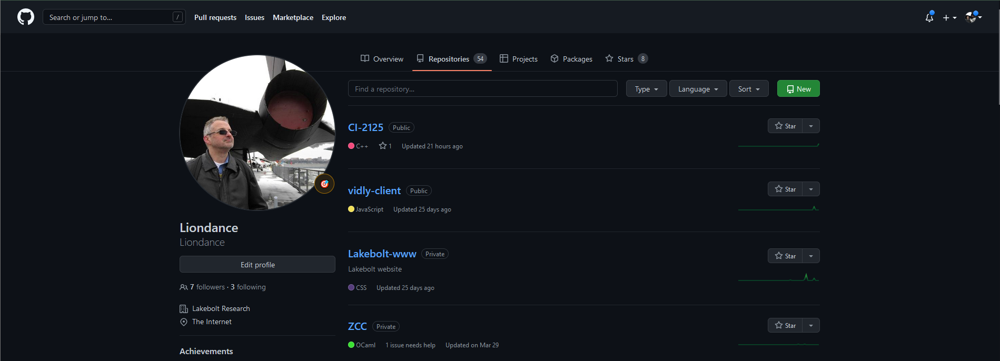 Search or jump to... / Pull requests Issues Marketplace Explore
Overview Repositories 54 Projects Packages Stars 8
Find a repository... Type Language Sort New
CI-2125 Public Star
C++ 1 Updated 21 hours ago
vidly-client Public Star
JavaScript Updated 25 days ago
Lakebolt-www Private Star
Lakebolt website
CSS Updated 25 days ago
ZCC Private Star
OCaml 1 issue needs help Updated on Mar 29
Liondance
Liondance
Edit profile
7 followers · 3 following
Lakebolt Research
The Internet
Achievements